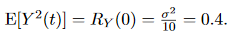 E[Y²(t)] = R_Y(0) = σ²/10 = 0.4.